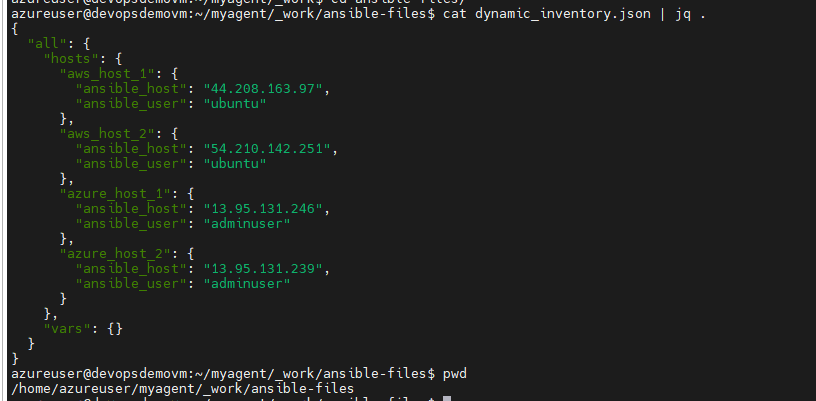 azureuser@devopsdemovm:~/myagent/_work$ cd ansible-files/
azureuser@devopsdemovm:~/myagent/_work/ansible-files$ cat dynamic_inventory.json | jq .
{
  "all": {
    "hosts": {
      "aws_host_1": {
        "ansible_host": "44.208.163.97",
        "ansible_user": "ubuntu"
      },
      "aws_host_2": {
        "ansible_host": "54.210.142.251",
        "ansible_user": "ubuntu"
      },
      "azure_host_1": {
        "ansible_host": "13.95.131.246",
        "ansible_user": "adminuser"
      },
      "azure_host_2": {
        "ansible_host": "13.95.131.239",
        "ansible_user": "adminuser"
      }
    },
    "vars": {}
  }
}
azureuser@devopsdemovm:~/myagent/_work/ansible-files$ pwd
/home/azureuser/myagent/_work/ansible-files
azureuser@devopsdemovm:~/myagent/_work/ansible-files$